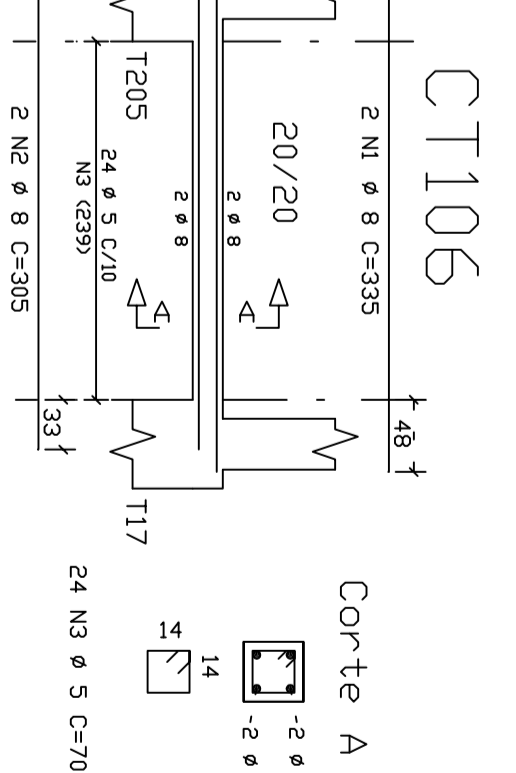 CT106
2 N1 ø 8 C=335
48
20/20
2 ø 8
A
2 ø 8
A
T205
24 ø 5 C/10
N3 (239)
T17
33
2 N2 ø 8 C=305
Corte A
-2 ø
-2 ø
14
14
24 N3 ø 5 C=70